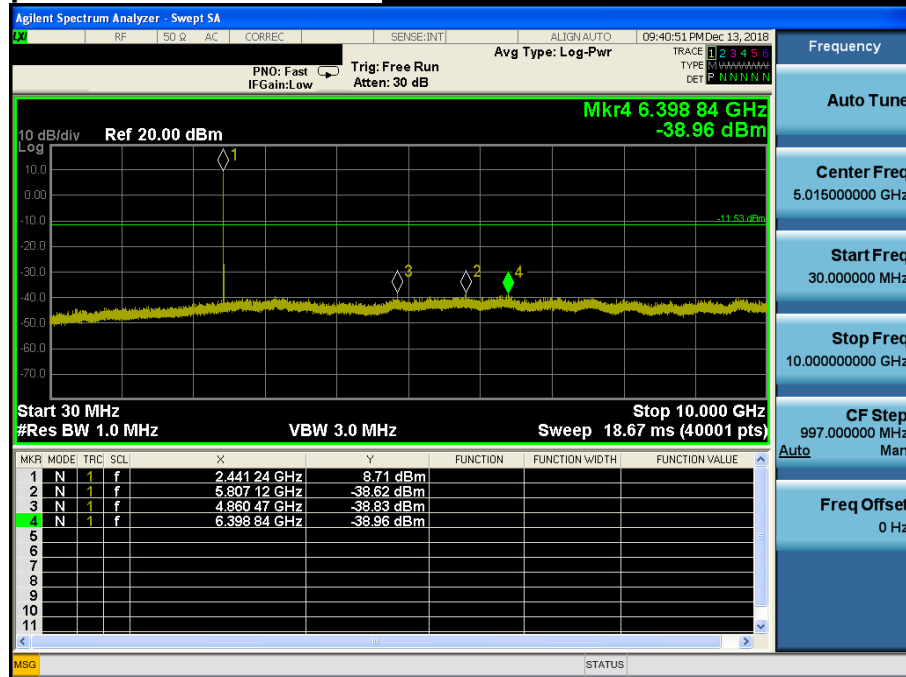 Agilent Spectrum Analyzer - Swept SA
LXI RF 50 Ω AC CORREC SENSE:INT ALIGN AUTO 09:40:51 PM Dec 13, 2018
Avg Type: Log-Pwr TRACE 1 2 3 4 5 6
PNO: Fast Trig: Free Run TYPE M WWWWW
IFGain:Low Atten: 30 dB DET P N N N N N
Mkr4 6.398 84 GHz
-38.96 dBm
10 dB/div Ref 20.00 dBm
Log
10.0
0.00
-10.0
-20.0
-30.0
-40.0
-50.0
-60.0
-70.0
1
-11.53 dBm
3 2 4
Start 30 MHz Stop 10.000 GHz
#Res BW 1.0 MHz VBW 3.0 MHz Sweep 18.67 ms (40001 pts)
MKR MODE TRC SCL X Y FUNCTION FUNCTION WIDTH FUNCTION VALUE
1 N 1 f 2.441 24 GHz 8.71 dBm
2 N 1 f 5.807 12 GHz -38.62 dBm
3 N 1 f 4.860 47 GHz -38.83 dBm
4 N 1 f 6.398 84 GHz -38.96 dBm
5
6
7
8
9
10
11
MSG STATUS
Frequency
Auto Tune
Center Freq
5.015000000 GHz
Start Freq
30.000000 MHz
Stop Freq
10.000000000 GHz
CF Step
997.000000 MHz
Auto Man
Freq Offset
0 Hz